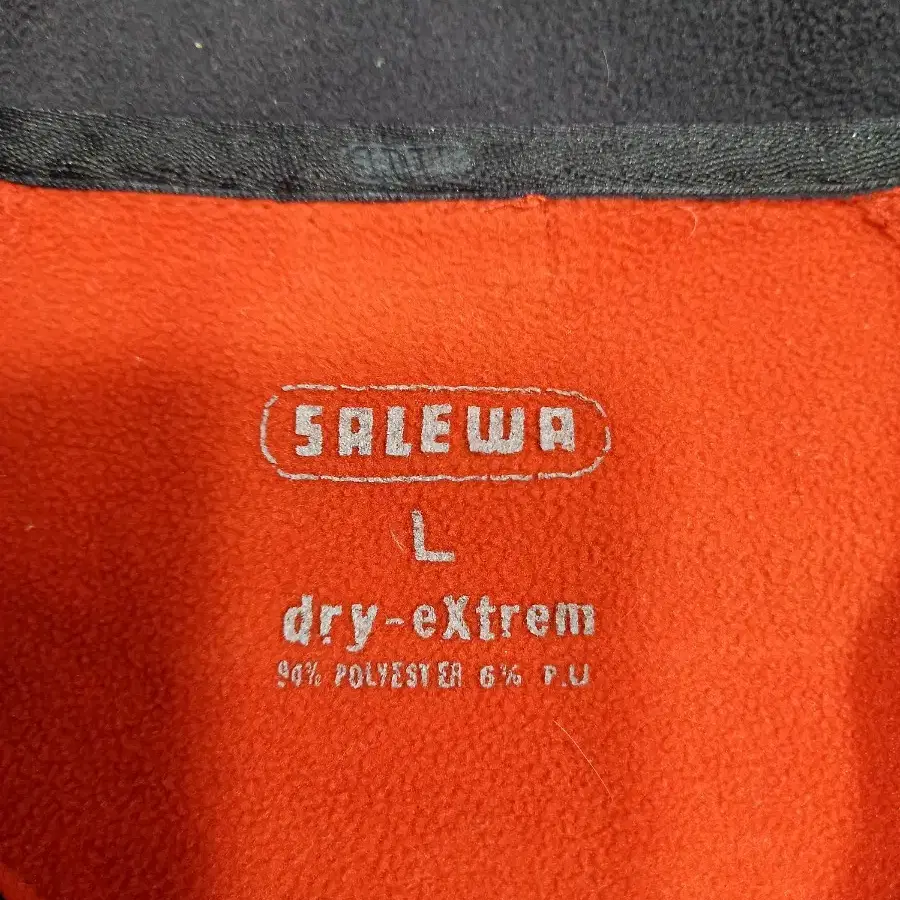 SALEWA
L
dry-eXtrem
94% POLYESTER 6% P.U